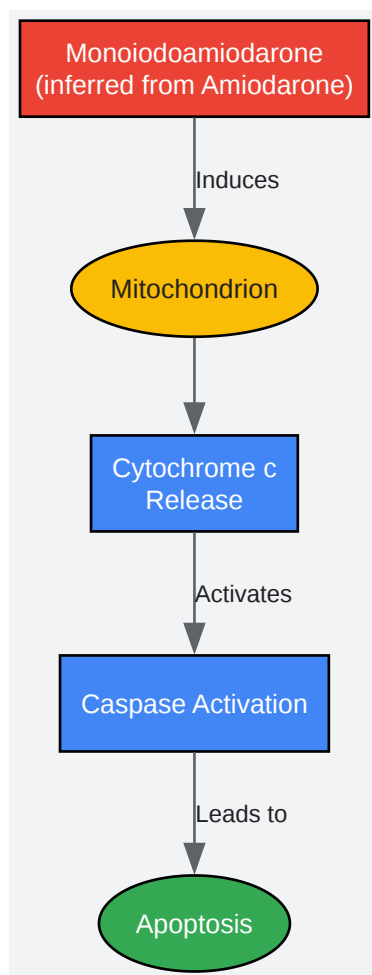 Monoiodoamiodarone
(inferred from Amiodarone)
Induces
Mitochondrion
Cytochrome c
Release
Activates
Caspase Activation
Leads to
Apoptosis